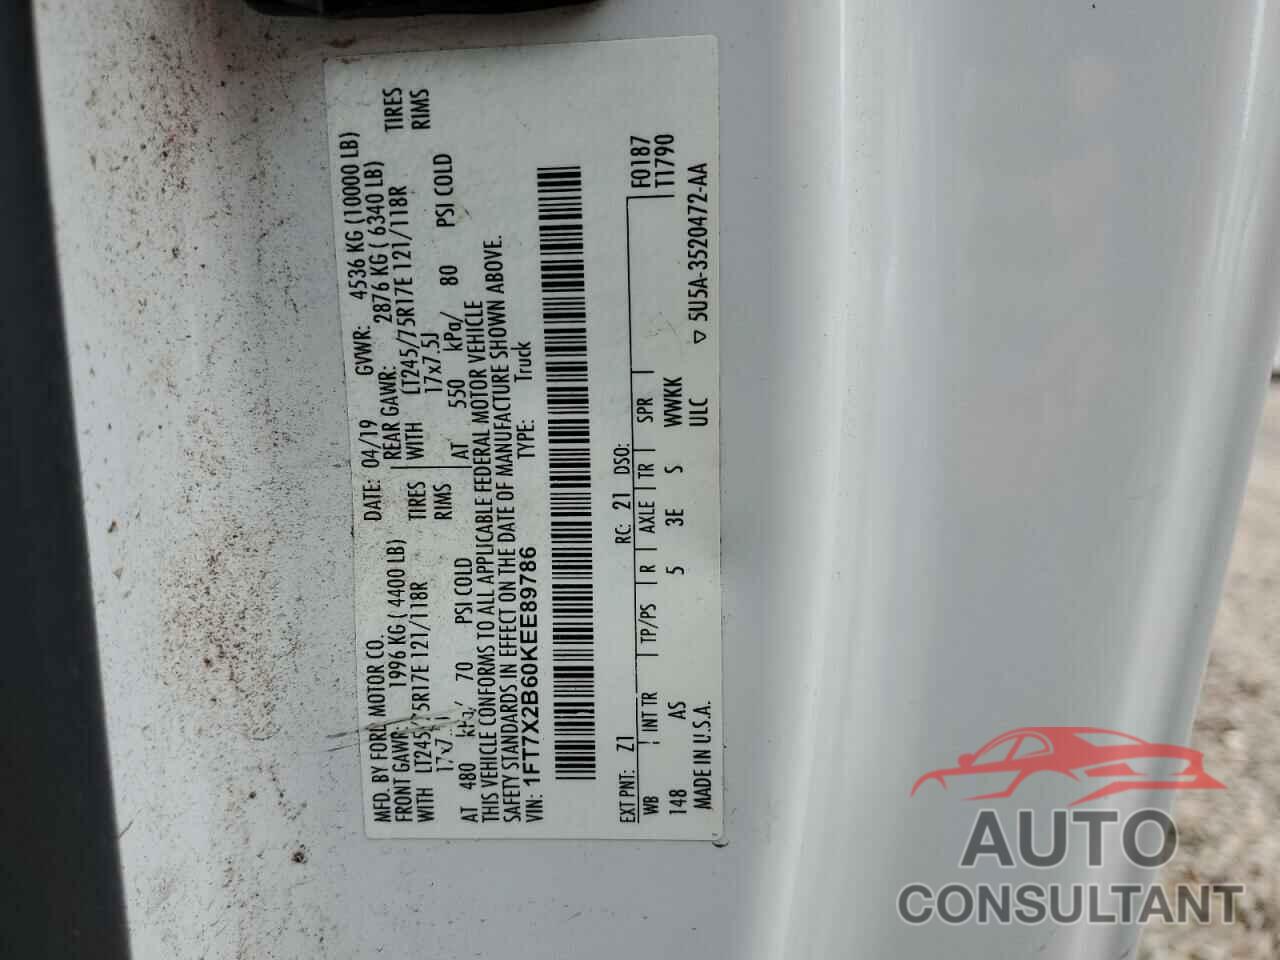 MFD. BY FORD MOTOR CO.
DATE: 04/19
GVWR: 4536 KG (10000 LB)
FRONT GAWR: 1996 KG ( 4400 LB)
REAR GAWR: 2876 KG ( 6340 LB)
WITH LT245/75R17E 121/118R TIRES
WITH LT245/75R17E 121/118R TIRES
RIMS
17x7.5J RIMS
AT 480 kPa/ 70 PSI COLD
AT 550 kPa/ 80 PSI COLD
THIS VEHICLE CONFORMS TO ALL APPLICABLE FEDERAL MOTOR VEHICLE
SAFETY STANDARDS IN EFFECT ON THE DATE OF MANUFACTURE SHOWN ABOVE.
VIN: 1FT7X2B60KEE89786
TYPE: Truck
EXT PNT: Z1 RC: 21 DSO: F0187
WB INT TR TP/PS R AXLE TR SPR T1790
148 AS 5 3E S WWKK
MADE IN U.S.A. ULC ▽ 5U5A-3520472-AA
AUTO
CONSULTANT